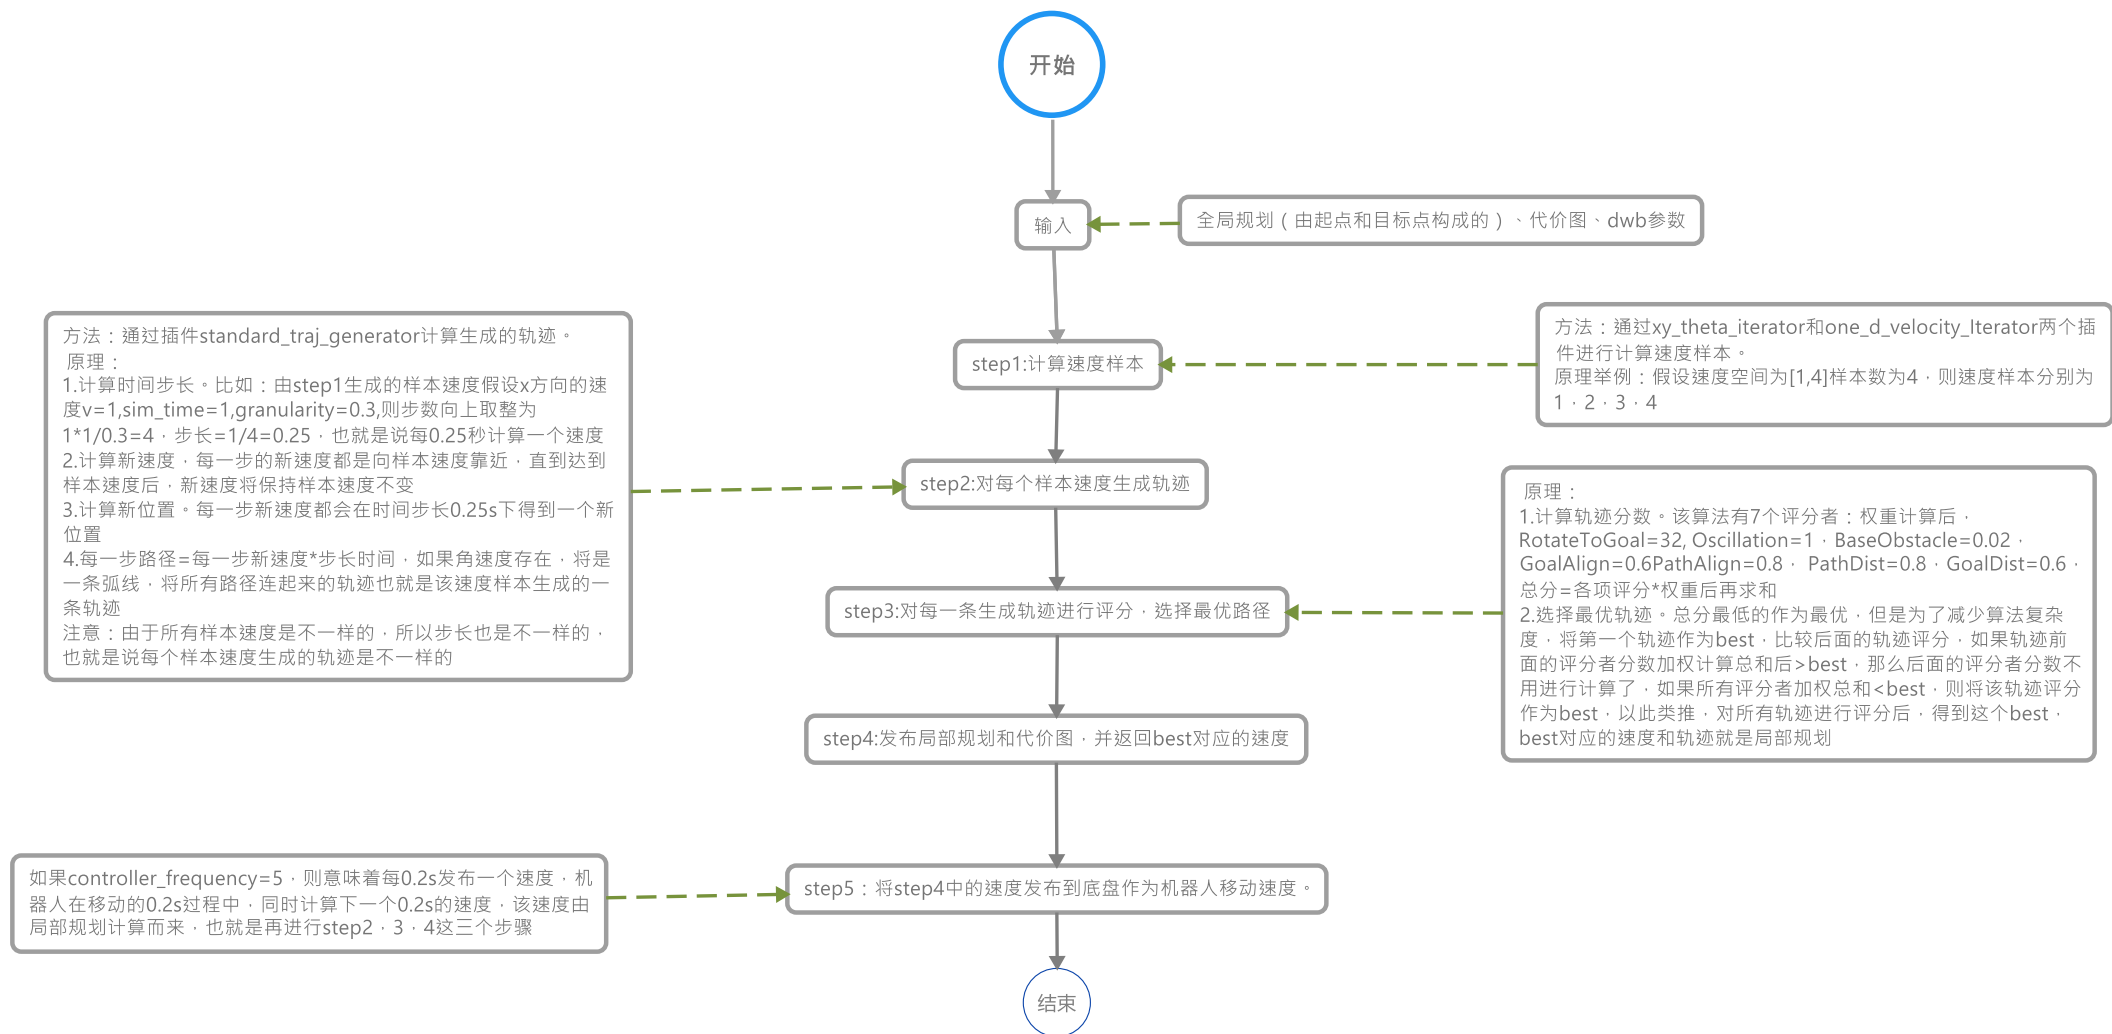 开始
输入
全局规划（由起点和目标点构成的）、代价图、dwb参数
方法：通过xy_theta_iterator和one_d_velocity_Iterator两个插
件进行计算速度样本。
原理举例：假设速度空间为[1,4]样本数为4，则速度样本分别为
1，2，3，4
step1:计算速度样本
方法：通过插件standard_traj_generator计算生成的轨迹。
原理：
1.计算时间步长。比如：由step1生成的样本速度假设x方向的速
度v=1,sim_time=1,granularity=0.3,则步数向上取整为
1*1/0.3=4，步长=1/4=0.25，也就是说每0.25秒计算一个速度
2.计算新速度，每一步的新速度都是向样本速度靠近，直到达到
样本速度后，新速度将保持样本速度不变
3.计算新位置。每一步新速度都会在时间步长0.25s下得到一个新
位置
4.每一步路径=每一步新速度*步长时间，如果角速度存在，将是
一条弧线，将所有路径连起来的轨迹也就是该速度样本生成的一
条轨迹
注意：由于所有样本速度是不一样的，所以步长也是不一样的，
也就是说每个样本速度生成的轨迹是不一样的
step2:对每个样本速度生成轨迹
原理：
1.计算轨迹分数。该算法有7个评分者：权重计算后，
RotateToGoal=32, Oscillation=1，BaseObstacle=0.02，
GoalAlign=0.6PathAlign=0.8， PathDist=0.8，GoalDist=0.6，
总分=各项评分*权重后再求和
2.选择最优轨迹。总分最低的作为最优，但是为了减少算法复杂
度，将第一个轨迹作为best，比较后面的轨迹评分，如果轨迹前
面的评分者分数加权计算总和后>best，那么后面的评分者分数不
用进行计算了，如果所有评分者加权总和<best，则将该轨迹评分
作为best，以此类推，对所有轨迹进行评分后，得到这个best，
best对应的速度和轨迹就是局部规划
step3:对每一条生成轨迹进行评分，选择最优路径
step4:发布局部规划和代价图，并返回best对应的速度
如果controller_frequency=5，则意味着每0.2s发布一个速度，机
器人在移动的0.2s过程中，同时计算下一个0.2s的速度，该速度由
局部规划计算而来，也就是再进行step2，3，4这三个步骤
step5：将step4中的速度发布到底盘作为机器人移动速度。
结束